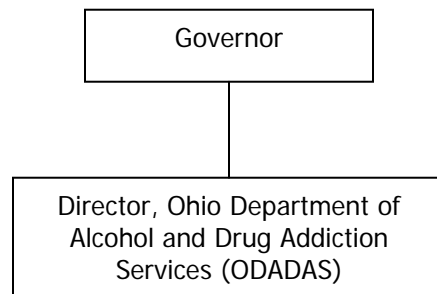 Governor
Director, Ohio Department of
Alcohol and Drug Addiction
Services (ODADAS)